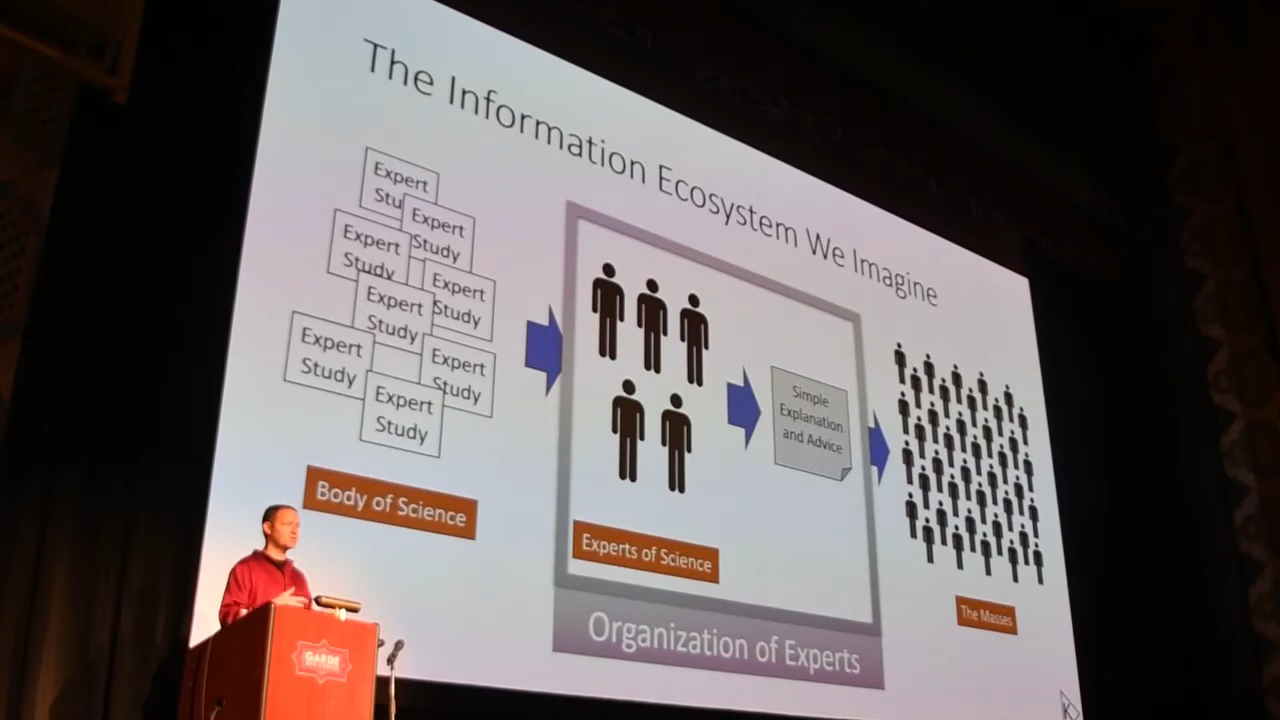 The Information Ecosystem We Imagine
Expert
Stu
Expert
Study
Expert
Study
Expert
Study
Expert
Study
Expert
Study
Expert
Study
Expert
Study
Body of Science
Experts of Science
Simple
Explanation
and Advice
Organization of Experts
The Masses
GARDE
K